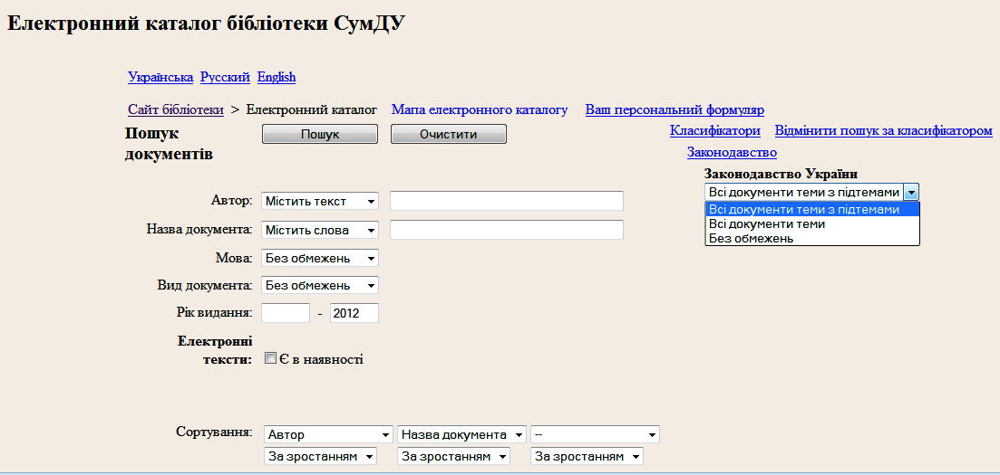 Електронний каталог бібліотеки СумДУ
Українська Русский English
Сайт бібліотеки > Електронний каталог Мапа електронного каталогу Ваш персональний формуляр
Пошук документів
Пошук Очистити
Класифікатори Відмінити пошук за класифікатором
Законодавство
Законодавство України
Всі документи теми з підтемами
Всі документи теми з підтемами
Всі документи теми
Без обмежень
Автор: Містить текст
Назва документа: Містить слова
Мова: Без обмежень
Вид документа: Без обмежень
Рік видання: - 2012
Електронні
тексти: Є в наявності
Сортування: Автор Назва документа --
За зростанням За зростанням За зростанням